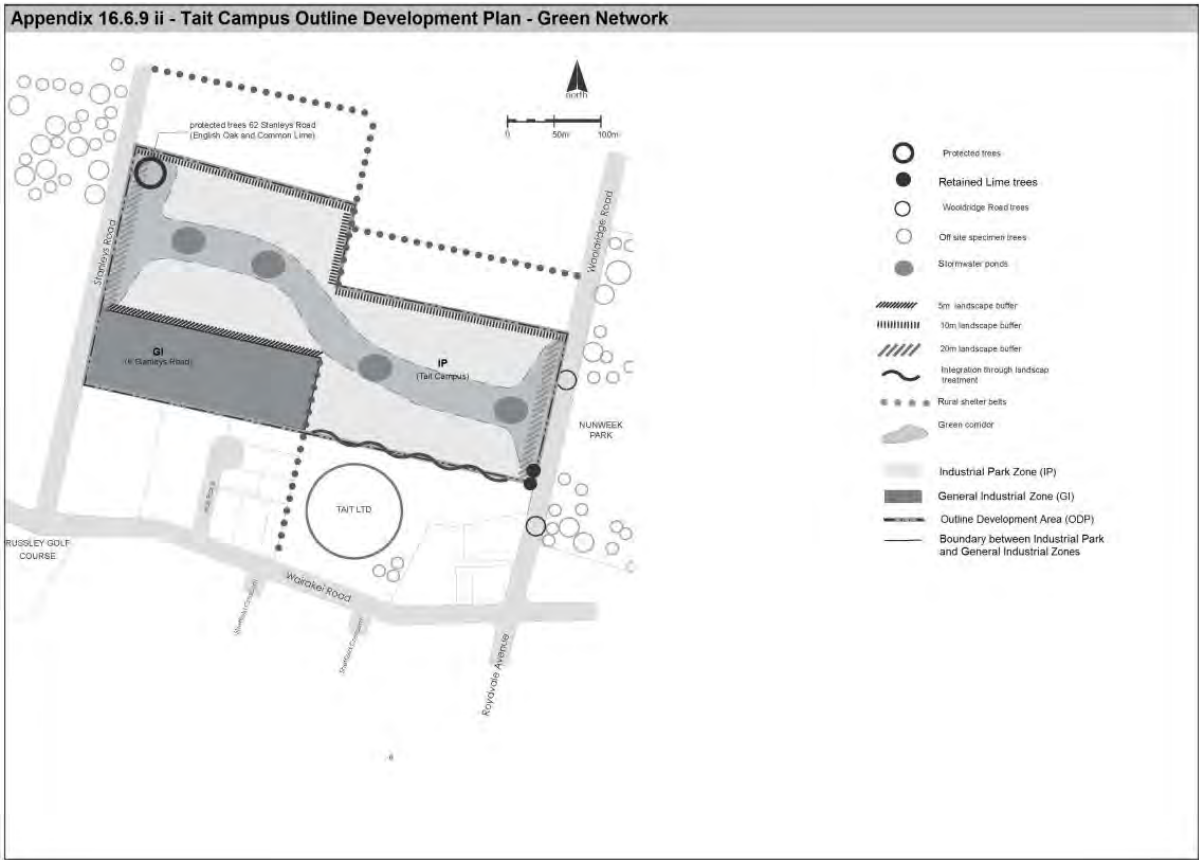 Appendix 16.6.9 ii - Tait Campus Outline Development Plan - Green Network
north
0 50m 100m
protected trees 62 Stanleys Road
(English Oak and Common Lime)
Stanleys Road
Wooldridge Road
GI
Stanleys Road)
IP
(Tait Campus)
NUNWEEK
PARK
TAIT LTD
RUSSLEY GOLF
COURSE
Wairakei Road
Roydvale Avenue
Protected trees
Retained Lime trees
Wooldridge Road trees
Off site specimen trees
Stormwater ponds
5m landscape buffer
10m landscape buffer
20m landscape buffer
Integration through landscap
treatment
Rural shelter belts
Green corridor
Industrial Park Zone (IP)
General Industrial Zone (GI)
Outline Development Area (ODP)
Boundary between Industrial Park
and General Industrial Zones